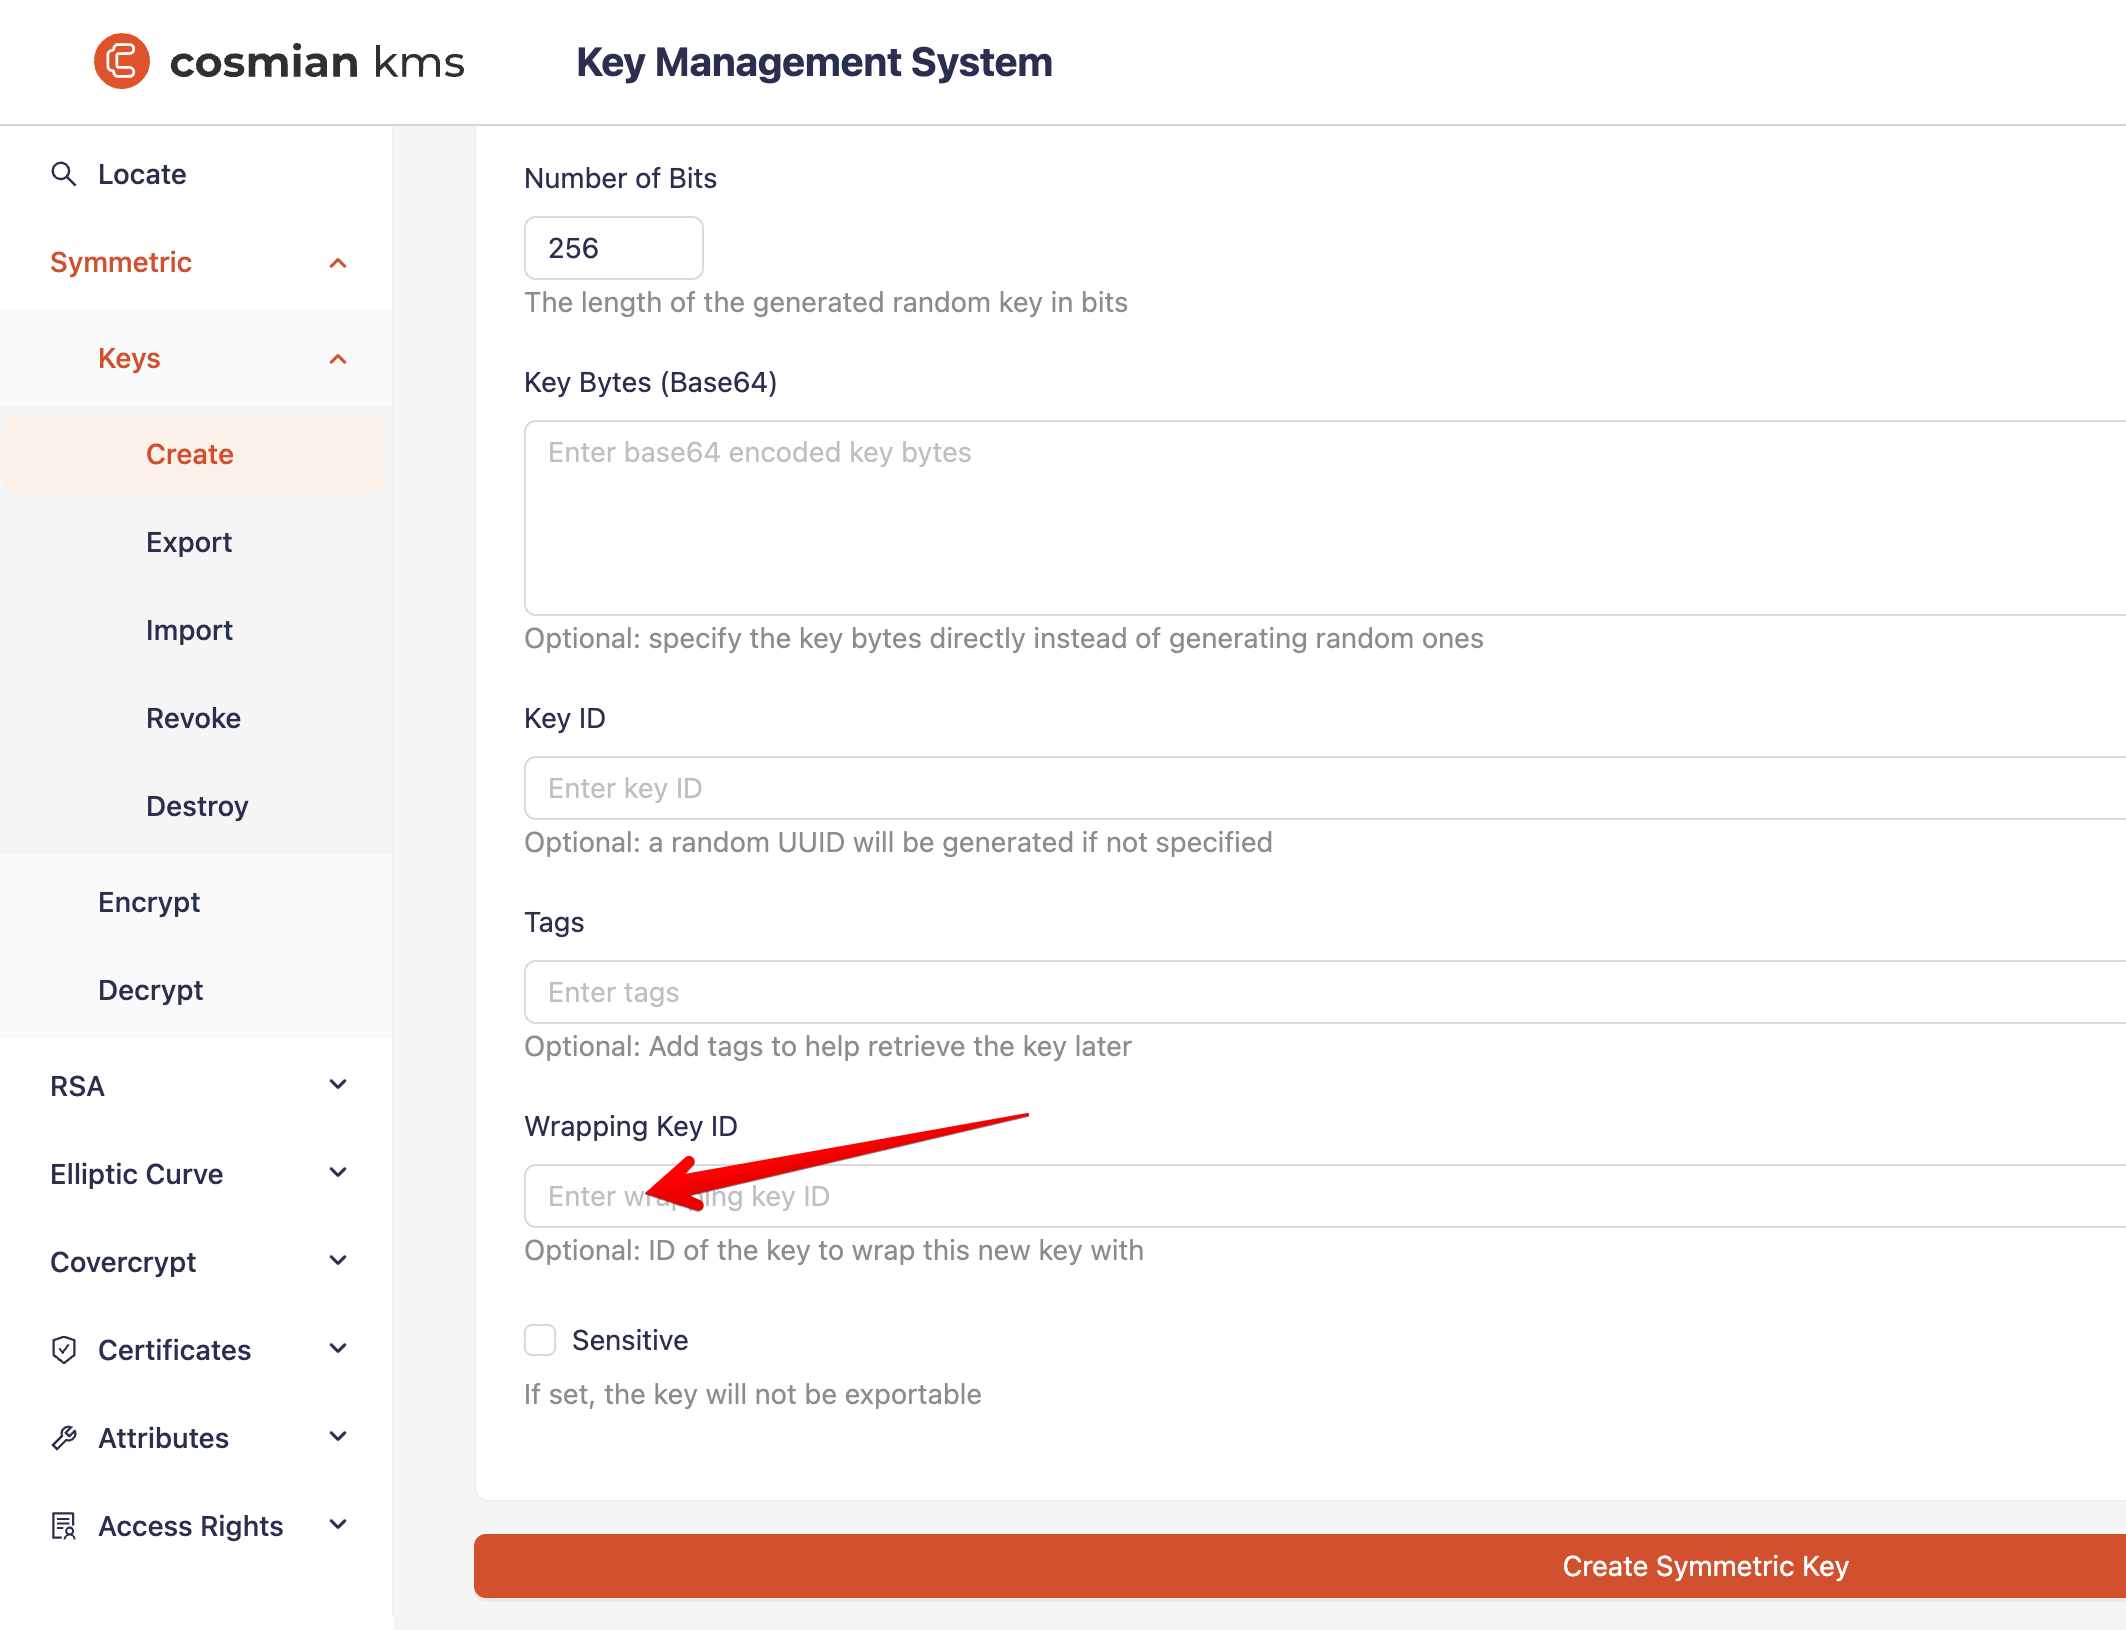 cosmian kms
Key Management System
Locate
Symmetric
Keys
Create
Export
Import
Revoke
Destroy
Encrypt
Decrypt
RSA
Elliptic Curve
Covercrypt
Certificates
Attributes
Access Rights
Number of Bits
256
The length of the generated random key in bits
Key Bytes (Base64)
Enter base64 encoded key bytes
Optional: specify the key bytes directly instead of generating random ones
Key ID
Enter key ID
Optional: a random UUID will be generated if not specified
Tags
Enter tags
Optional: Add tags to help retrieve the key later
Wrapping Key ID
Enter wrapping key ID
Optional: ID of the key to wrap this new key with
Sensitive
If set, the key will not be exportable
Create Symmetric Key